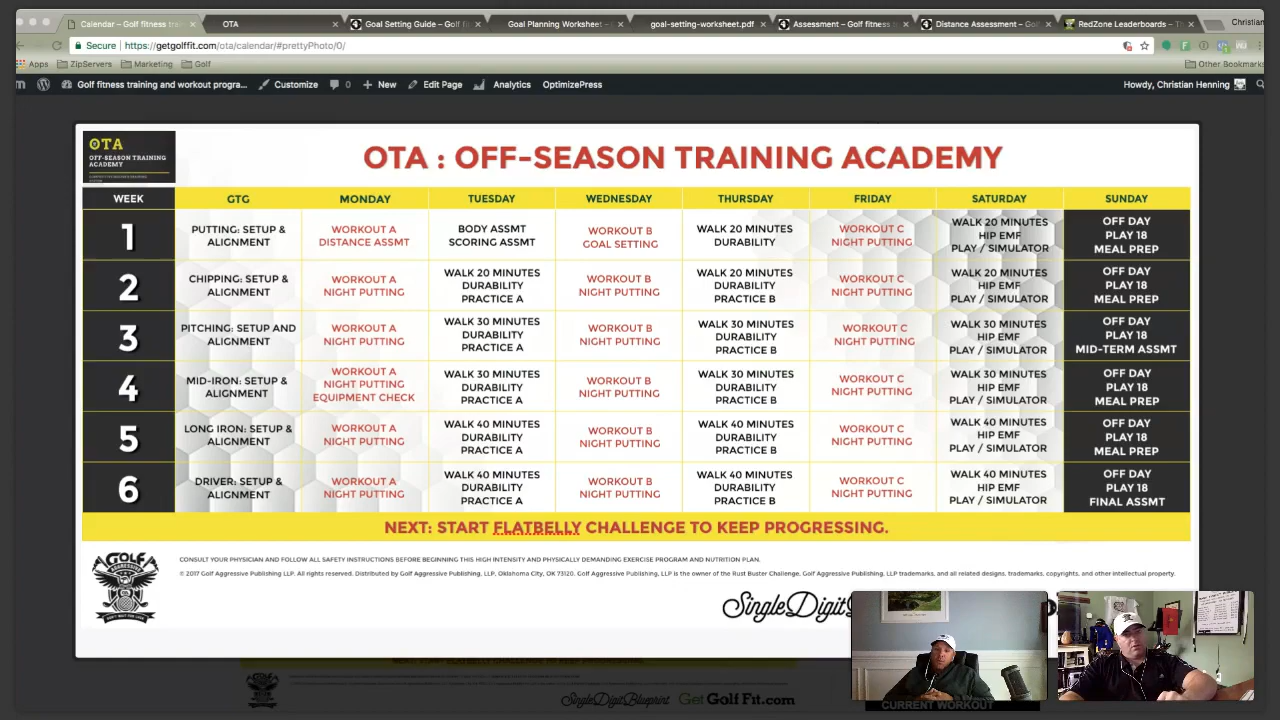 Calendar – Golf fitness trai
OTA
Goal Setting Guide – Golf fi
Goal Planning Worksheet –
goal-setting-worksheet.pdf
Assessment – Golf fitness
Distance Assessment – Gol
RedZone Leaderboards – Th
Christian
Secure
https://getgolffit.com/ota/calendar/#prettyPhoto/0/
Apps
ZipServers
Marketing
Golf
Other Bookmarks
Golf fitness training and workout progra...
Customize
0
New
Edit Page
Analytics
OptimizePress
Howdy, Christian Henning
OTA
OFF-SEASON TRAINING
ACADEMY
OTA : OFF-SEASON TRAINING ACADEMY
WEEK GTG MONDAY TUESDAY WEDNESDAY THURSDAY FRIDAY SATURDAY SUNDAY
1
PUTTING: SETUP &
ALIGNMENT
WORKOUT A
DISTANCE ASSMT
BODY ASSMT
SCORING ASSMT
WORKOUT B
GOAL SETTING
WALK 20 MINUTES
DURABILITY
WORKOUT C
NIGHT PUTTING
WALK 20 MINUTES
HIP EMF
PLAY / SIMULATOR
OFF DAY
PLAY 18
MEAL PREP
2
CHIPPING: SETUP &
ALIGNMENT
WORKOUT A
NIGHT PUTTING
WALK 20 MINUTES
DURABILITY
PRACTICE A
WORKOUT B
NIGHT PUTTING
WALK 20 MINUTES
DURABILITY
PRACTICE B
WORKOUT C
NIGHT PUTTING
WALK 20 MINUTES
HIP EMF
PLAY / SIMULATOR
OFF DAY
PLAY 18
MEAL PREP
3
PITCHING: SETUP AND
ALIGNMENT
WORKOUT A
NIGHT PUTTING
WALK 30 MINUTES
DURABILITY
PRACTICE A
WORKOUT B
NIGHT PUTTING
WALK 30 MINUTES
DURABILITY
PRACTICE B
WORKOUT C
NIGHT PUTTING
WALK 30 MINUTES
HIP EMF
PLAY / SIMULATOR
OFF DAY
PLAY 18
MID-TERM ASSMT
4
MID-IRON: SETUP &
ALIGNMENT
WORKOUT A
NIGHT PUTTING
EQUIPMENT CHECK
WALK 30 MINUTES
DURABILITY
PRACTICE A
WORKOUT B
NIGHT PUTTING
WALK 30 MINUTES
DURABILITY
PRACTICE B
WORKOUT C
NIGHT PUTTING
WALK 30 MINUTES
HIP EMF
PLAY / SIMULATOR
OFF DAY
PLAY 18
MEAL PREP
5
LONG IRON: SETUP &
ALIGNMENT
WORKOUT A
NIGHT PUTTING
WALK 40 MINUTES
DURABILITY
PRACTICE A
WORKOUT B
NIGHT PUTTING
WALK 40 MINUTES
DURABILITY
PRACTICE B
WORKOUT C
NIGHT PUTTING
WALK 40 MINUTES
HIP EMF
PLAY / SIMULATOR
OFF DAY
PLAY 18
MEAL PREP
6
DRIVER: SETUP &
ALIGNMENT
WORKOUT A
NIGHT PUTTING
WALK 40 MINUTES
DURABILITY
PRACTICE A
WORKOUT B
NIGHT PUTTING
WALK 40 MINUTES
DURABILITY
PRACTICE B
WORKOUT C
NIGHT PUTTING
WALK 40 MINUTES
HIP EMF
PLAY / SIMULATOR
OFF DAY
PLAY 18
FINAL ASSMT
NEXT: START FLATBELLY CHALLENGE TO KEEP PROGRESSING.
CONSULT YOUR PHYSICIAN AND FOLLOW ALL SAFETY INSTRUCTIONS BEFORE BEGINNING THIS HIGH INTENSITY AND PHYSICALLY DEMANDING EXERCISE PROGRAM AND NUTRITION PLAN.
© 2017 Golf Aggressive Publishing LLP. All rights reserved. Distributed by Golf Aggressive Publishing, LLP, Oklahoma City, OK 73120. Golf Aggressive Publishing, LLP is the owner of the Rust Buster Challenge, Golf Aggressive Publishing, LLP trademarks, and all related designs, trademarks, copyrights, and other intellectual property.
GOLF
AGGRESSIVE
SingleDigitB
SingleDigitBlueprint
Get GolfFit.com
CURRENT WORKOUT